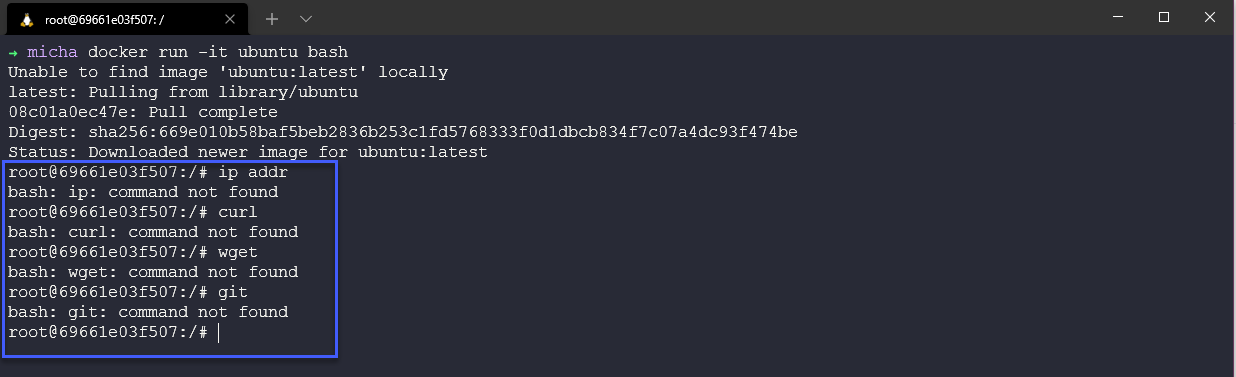 root@69661e03f507: /
→ micha docker run -it ubuntu bash
Unable to find image 'ubuntu:latest' locally
latest: Pulling from library/ubuntu
08c01a0ec47e: Pull complete
Digest: sha256:669e010b58baf5beb2836b253c1fd5768333f0d1dbcb834f7c07a4dc93f474be
Status: Downloaded newer image for ubuntu:latest
root@69661e03f507:/# ip addr
bash: ip: command not found
root@69661e03f507:/# curl
bash: curl: command not found
root@69661e03f507:/# wget
bash: wget: command not found
root@69661e03f507:/# git
bash: git: command not found
root@69661e03f507:/#